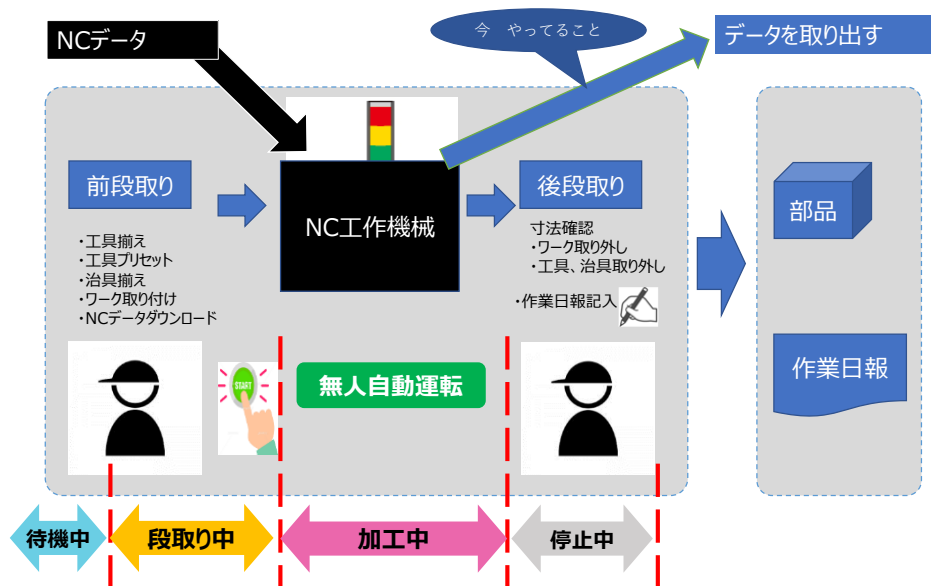 NCデータ
今 やってること
データを取り出す
前段取り
・工具揃え
・工具プリセット
・治具揃え
・ワーク取り付け
・NCデータダウンロード
START
NC工作機械
無人自動運転
後段取り
寸法確認
・ワーク取り外し
・工具、治具取り外し
・作業日報記入
部品
作業日報
待機中
段取り中
加工中
停止中